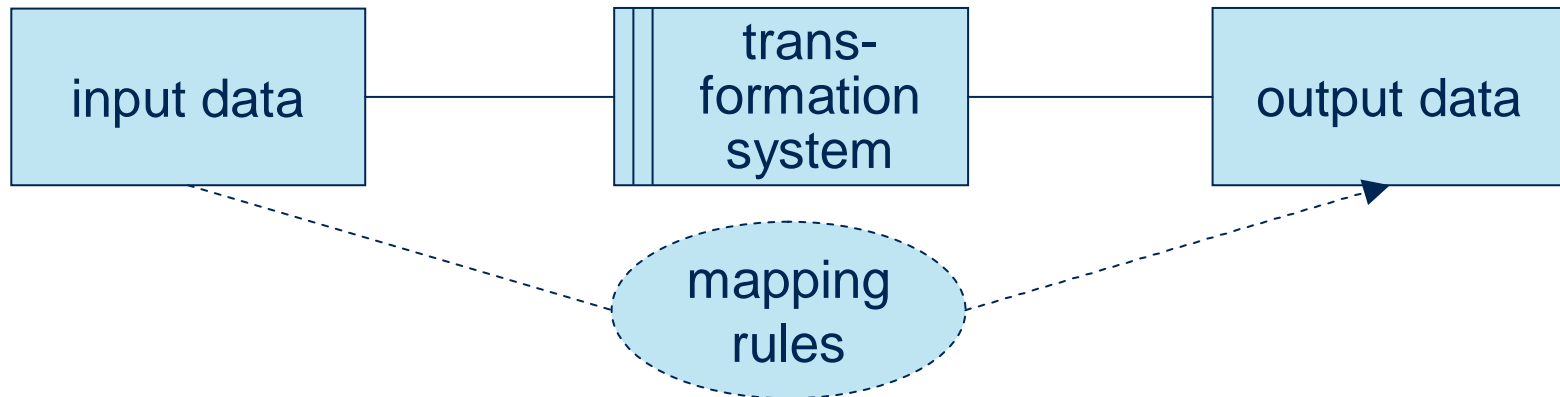 input data
trans-
formation
system
output data
mapping
rules